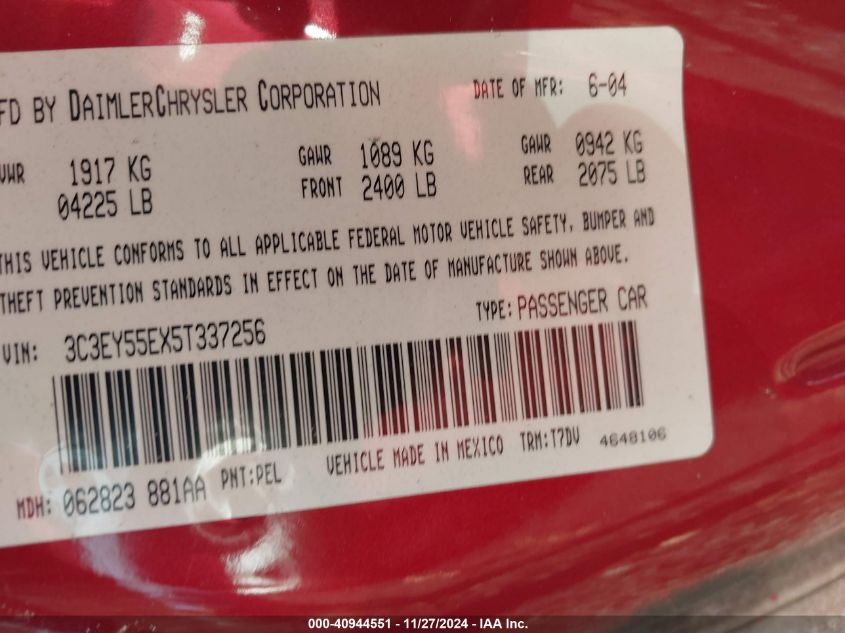 FD BY DAIMLERCHRYSLER CORPORATION DATE OF MFR: 6-04
VWR 1917 KG GAWR 1089 KG GAWR 0942 KG
04225 LB FRONT 2400 LB REAR 2075 LB
THIS VEHICLE CONFORMS TO ALL APPLICABLE FEDERAL MOTOR VEHICLE SAFETY, BUMPER AND
THEFT PREVENTION STANDARDS IN EFFECT ON THE DATE OF MANUFACTURE SHOWN ABOVE.
VIN: 3C3EY55EX5T337256 TYPE: PASSENGER CAR
MDH: 062823 881AA PNT:PEL VEHICLE MADE IN MEXICO TRM:T7DV 4648106
000-40944551 - 11/27/2024 - IAA Inc.